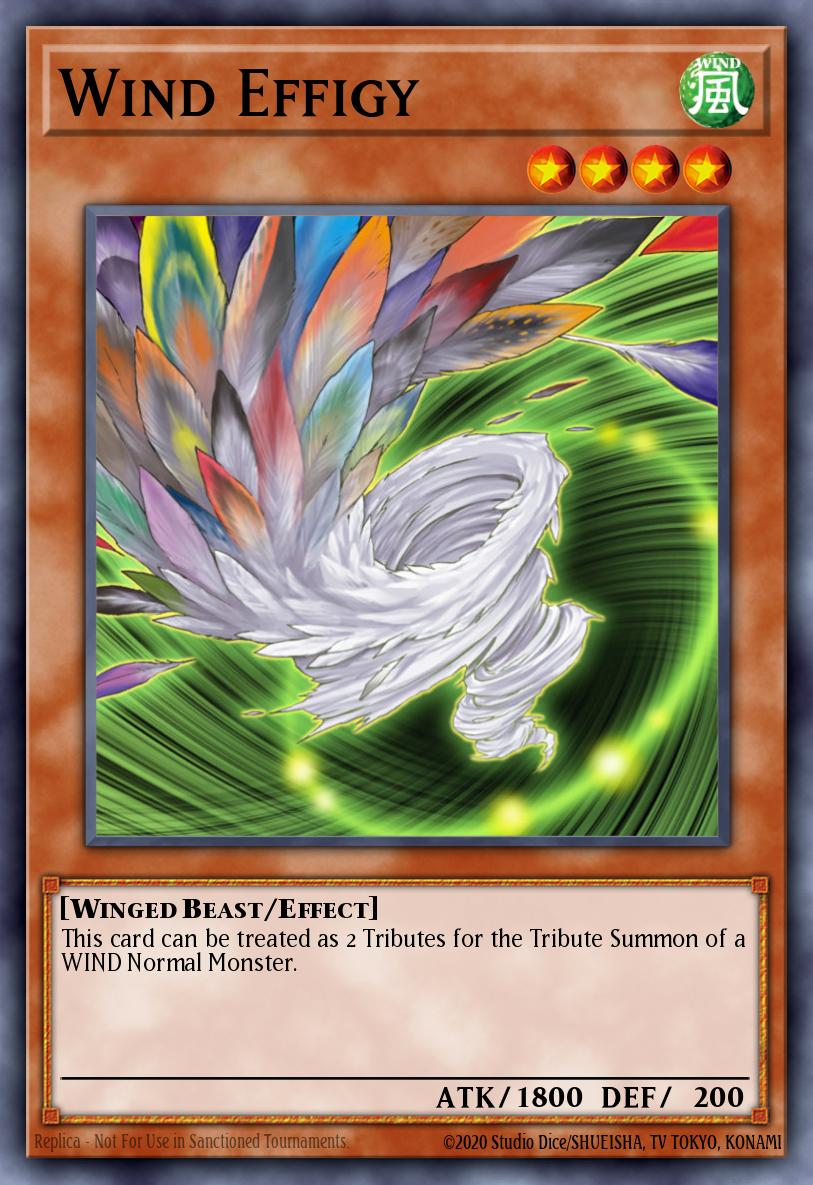 Wind Effigy
WIND
風
[Winged Beast/Effect]
This card can be treated as 2 Tributes for the Tribute Summon of a
WIND Normal Monster.
ATK/1800 DEF/ 200
Replica - Not For Use in Sanctioned Tournaments.
©2020 Studio Dice/SHUEISHA, TV TOKYO, KONAMI